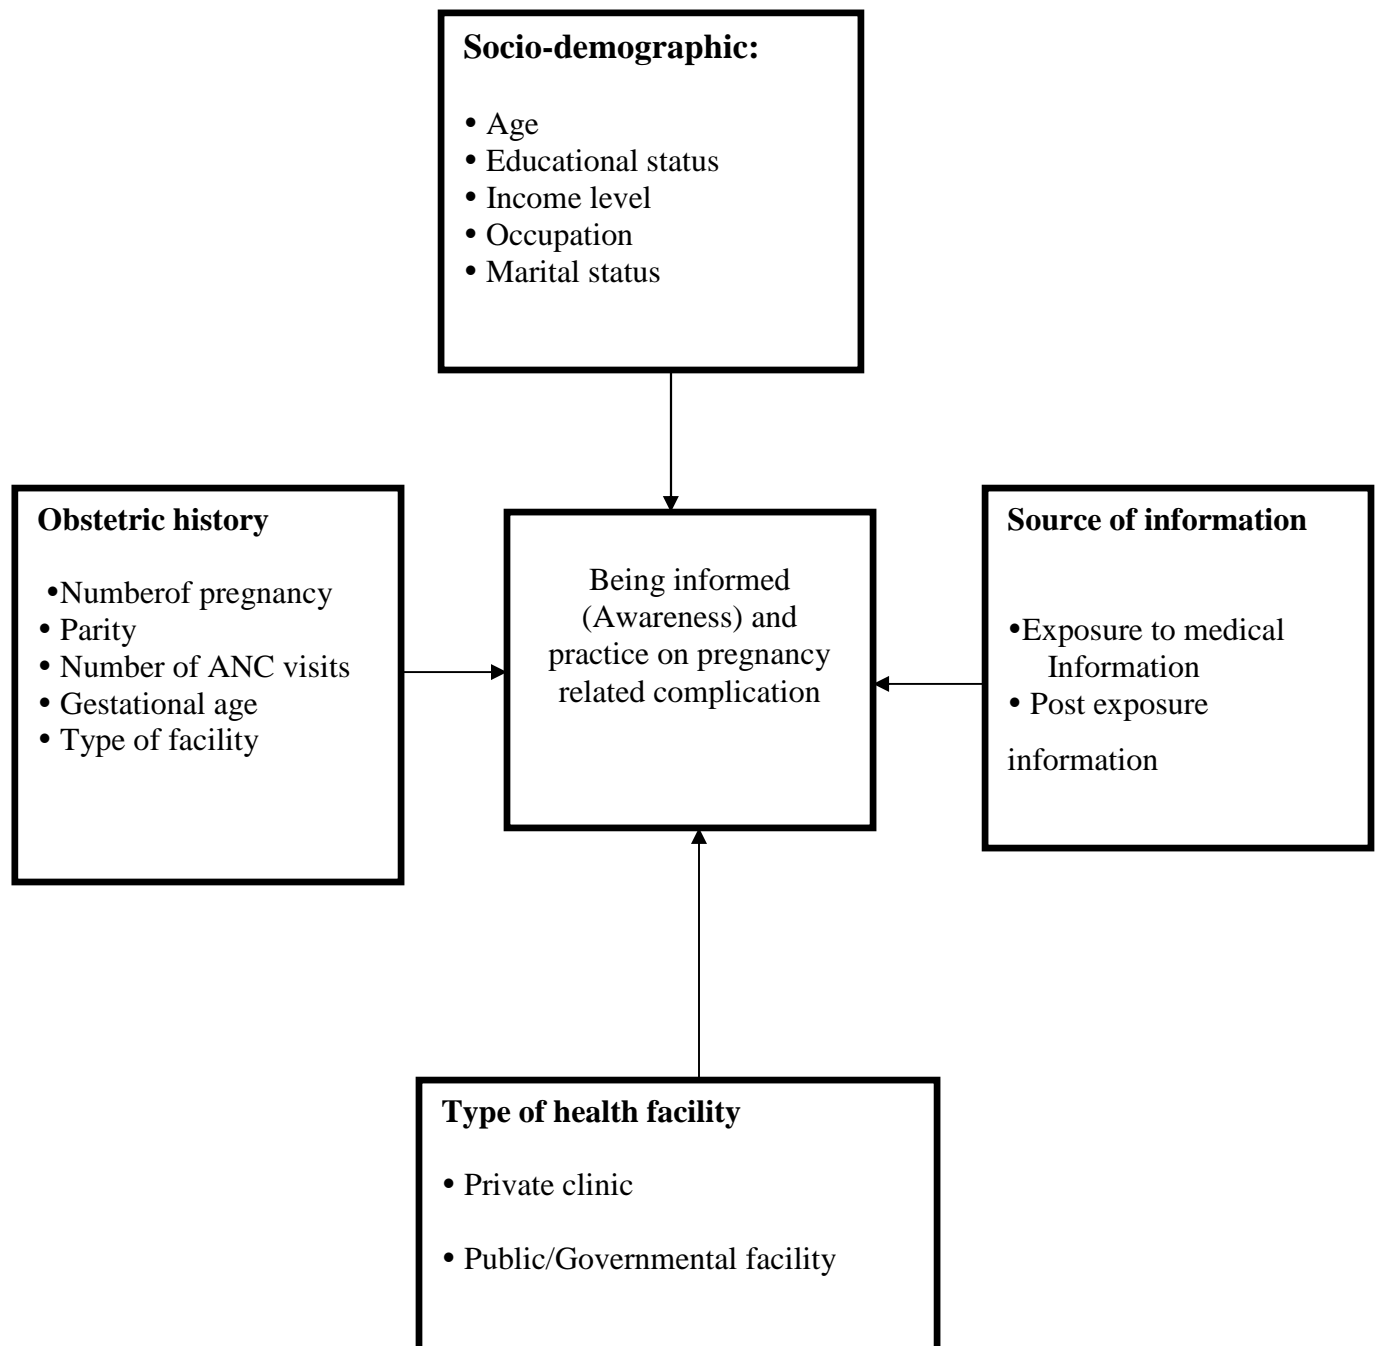 Socio-demographic:
• Age
• Educational status
• Income level
• Occupation
• Marital status
Obstetric history
•Numberof pregnancy
• Parity
• Number of ANC visits
• Gestational age
• Type of facility
Being informed
(Awareness) and
practice on pregnancy
related complication
Source of information
•Exposure to medical
Information
• Post exposure
information
Type of health facility
• Private clinic
• Public/Governmental facility